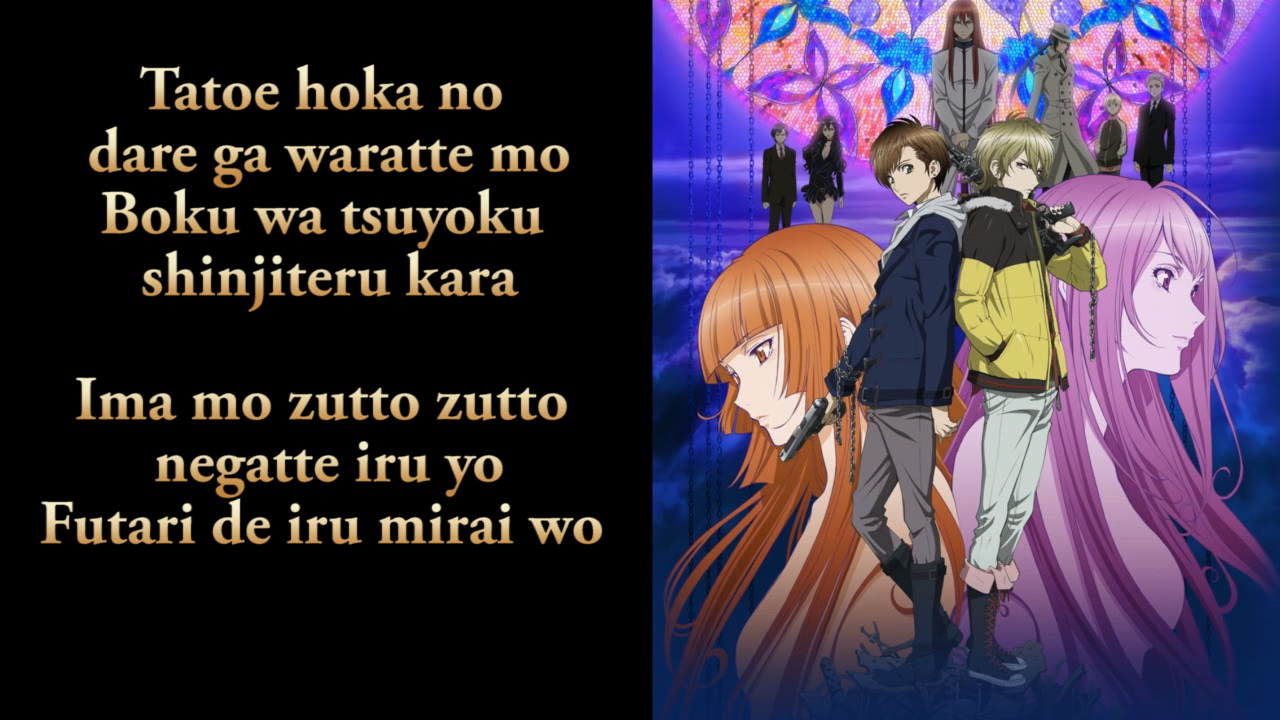 Tatoe hoka no
dare ga waratte mo
Boku wa tsuyoku
shinjiteru kara
Ima mo zutto zutto
negatte iru yo
Futari de iru mirai wo